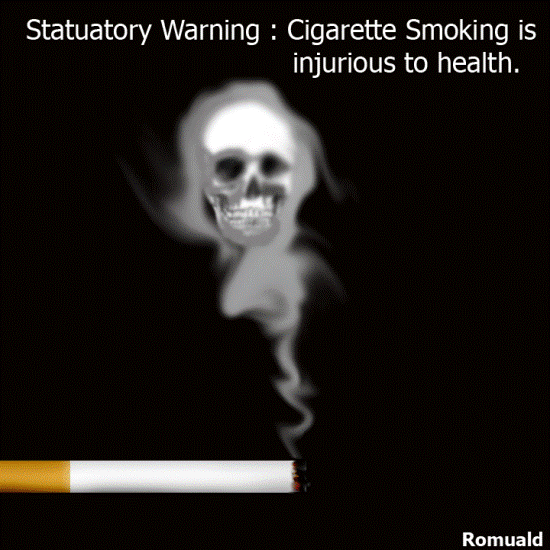 Statuatory Warning : Cigarette Smoking is
injurious to health.
Romuald